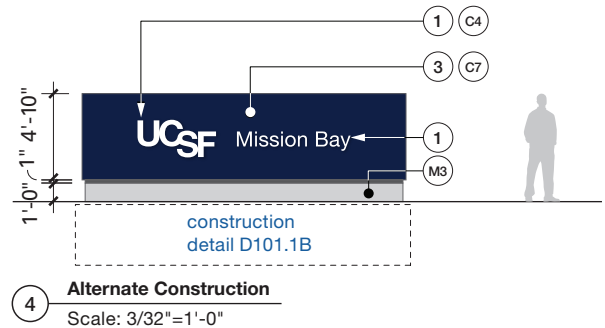 1 C4
3 C7
4'-10"
1"
1'-0"
UCSF Mission Bay
1
M3
construction
detail D101.1B
4 Alternate Construction
Scale: 3/32"=1'-0"